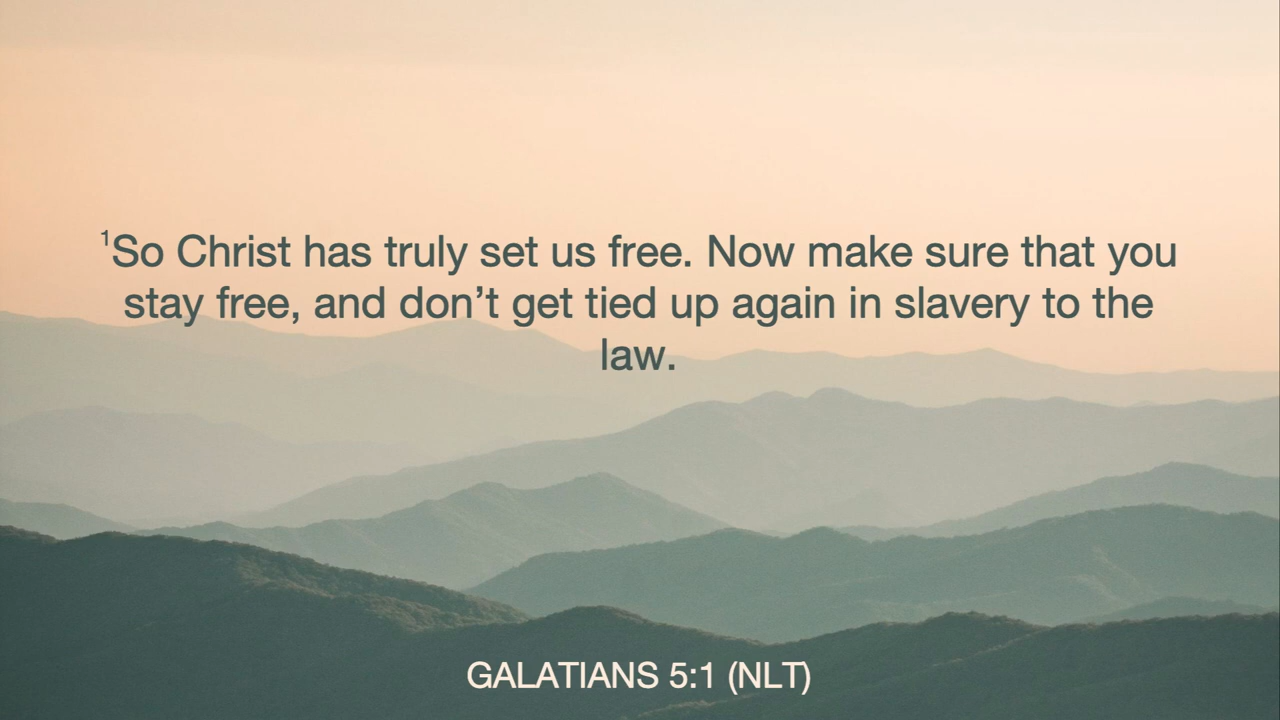 ¹So Christ has truly set us free. Now make sure that you
stay free, and don’t get tied up again in slavery to the
law.
GALATIANS 5:1 (NLT)